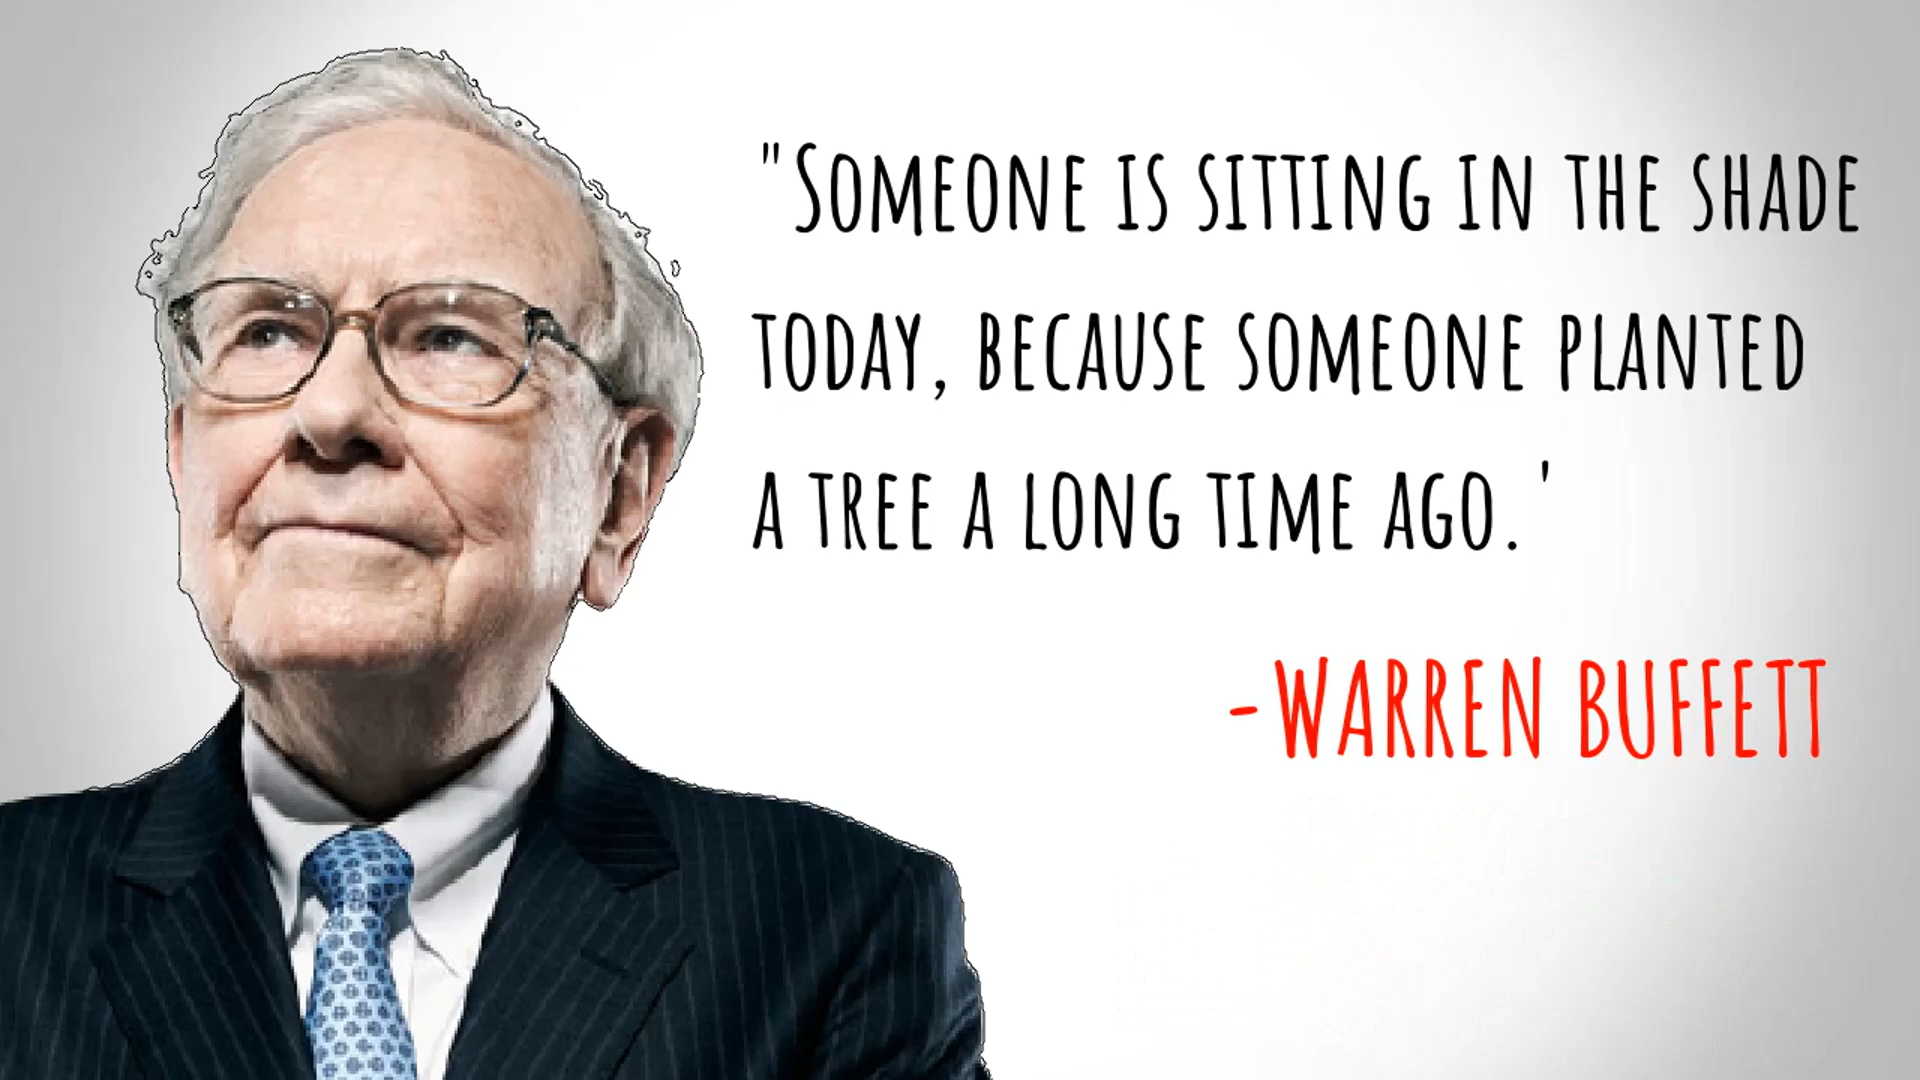 "SOMEONE IS SITTING IN THE SHADE
TODAY, BECAUSE SOMEONE PLANTED
A TREE A LONG TIME AGO.'
-WARREN BUFFETT